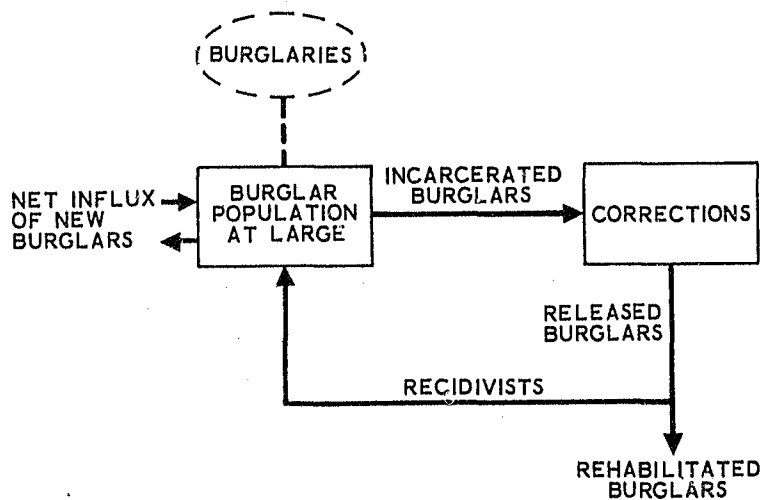 BURGLARIES
NET INFLUX
OF NEW
BURGLARS
BURGLAR
POPULATION
AT LARGE
INCARCERATED
BURGLARS
CORRECTIONS
RELEASED
BURGLARS
RECIDIVISTS
REHABILITATED
BURGLARS